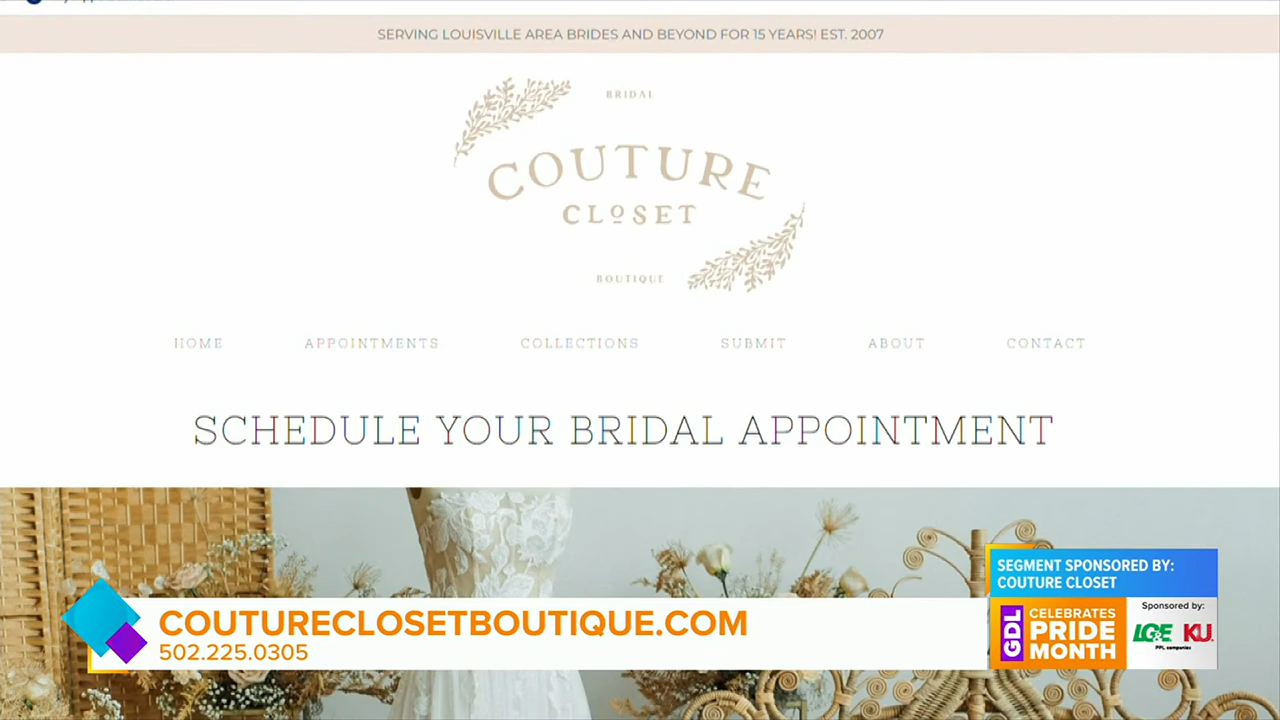 SERVING LOUISVILLE AREA BRIDES AND BEYOND FOR 15 YEARS! EST. 2007
BRIDAL
COUTURE
CLOSET
BOUTIQUE
HOME APPOINTMENTS COLLECTIONS SUBMIT ABOUT CONTACT
SCHEDULE YOUR BRIDAL APPOINTMENT
SEGMENT SPONSORED BY:
COUTURE CLOSET
COUTURECLOSETBOUTIQUE.COM
502.225.0305
GDL
CELEBRATES
PRIDE
MONTH
Sponsored by:
LG&E KU
PPL companies